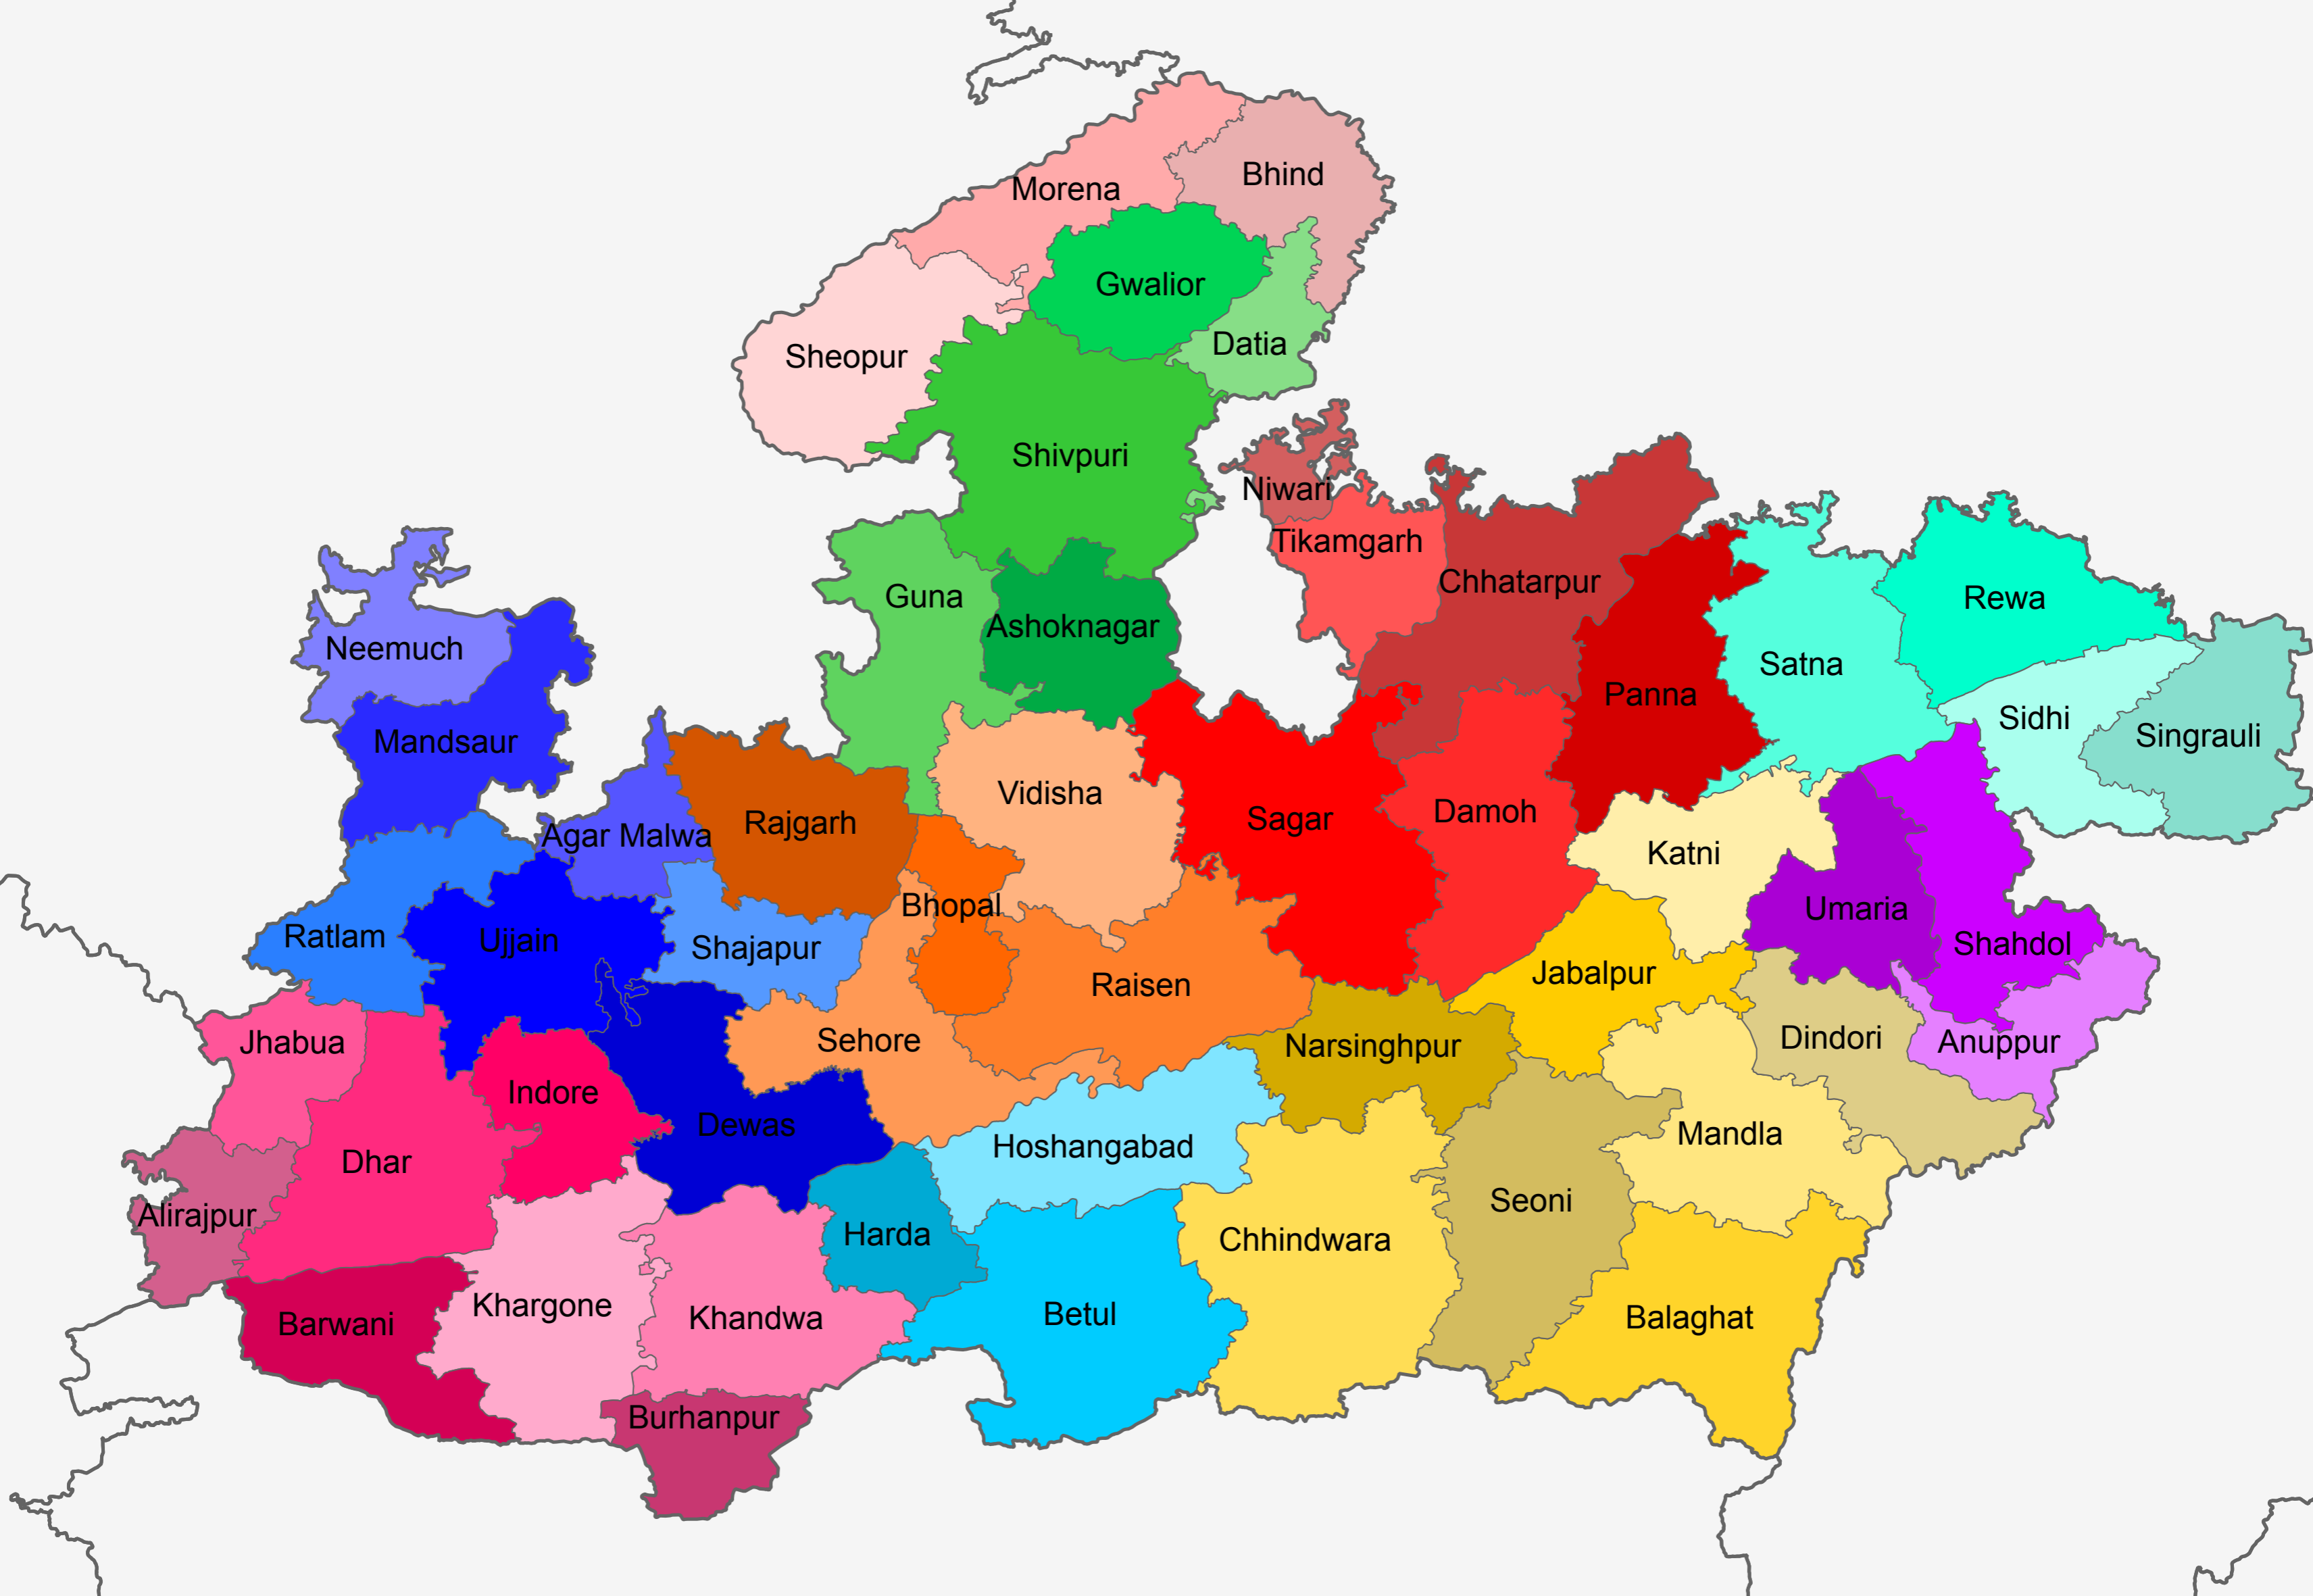 Bhind
Morena
Gwalior
Datia
Sheopur
Shivpuri
Niwari
Tikamgarh
Chhatarpur
Guna
Rewa
Ashoknagar
Neemuch
Satna
Panna
Sidhi
Singrauli
Mandsaur
Vidisha
Damoh
Sagar
Rajgarh
Agar Malwa
Katni
Bhopal
Umaria
Ratlam
Ujjain
Shajapur
Shahdol
Jabalpur
Raisen
Dindori
Sehore
Jhabua
Anuppur
Narsinghpur
Indore
Dewas
Mandla
Hoshangabad
Dhar
Seoni
Alirajpur
Harda
Chhindwara
Khargone
Betul
Khandwa
Balaghat
Barwani
Burhanpur